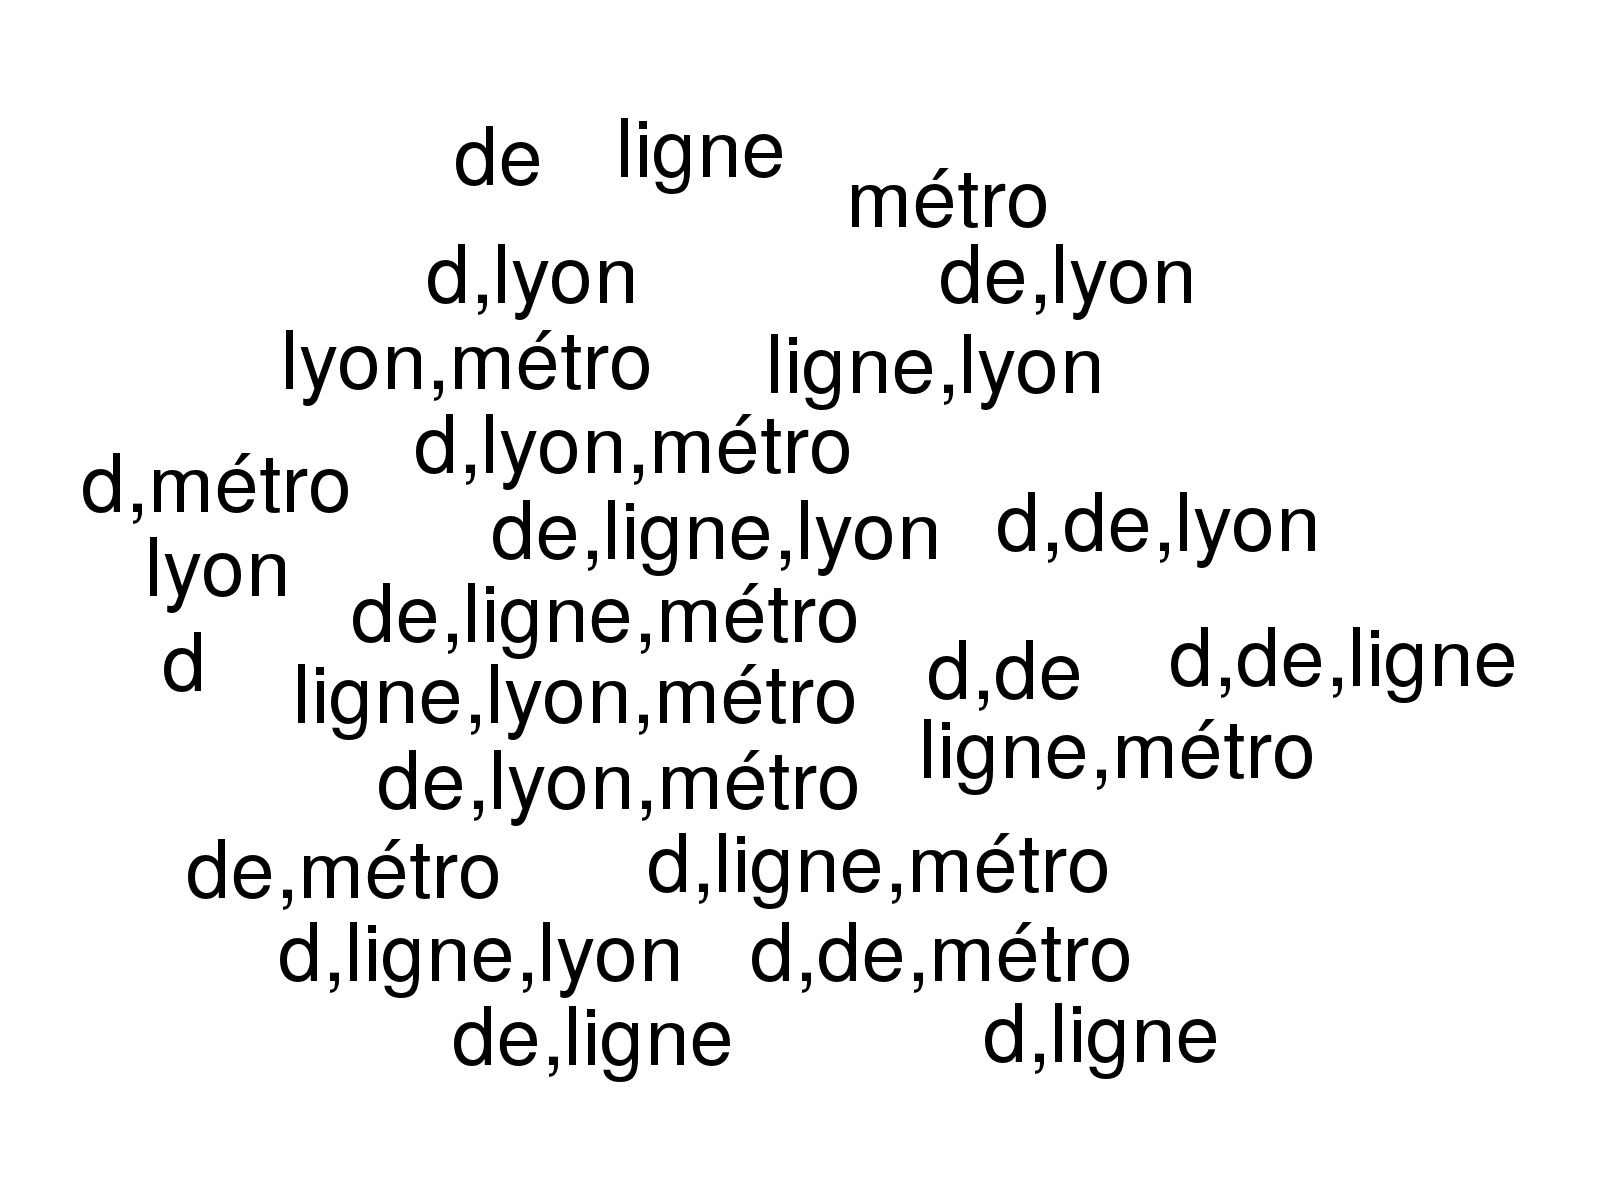 de
ligne
métro
d,lyon
de,lyon
lyon,métro
ligne,lyon
d,lyon,métro
d,métro
de,ligne,lyon
d,de,lyon
lyon
de,ligne,métro
d
ligne,lyon,métro
d,de
d,de,ligne
ligne,métro
de,lyon,métro
de,métro
d,ligne,métro
d,ligne,lyon
d,de,métro
de,ligne
d,ligne